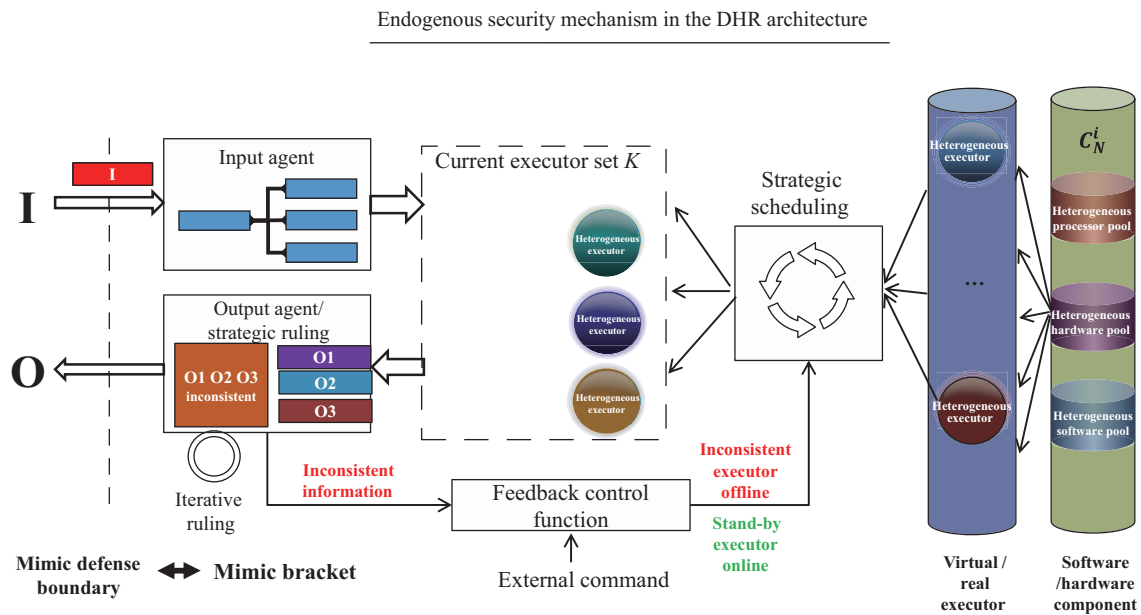 Endogenous security mechanism in the DHR architecture
I
I
Input agent
Current executor set K
Heterogeneous
executor
Heterogeneous
executor
Heterogeneous
executor
Strategic
scheduling
Heterogeneous
executor
...
Heterogeneous
executor
C_N^i
Heterogeneous
processor pool
Heterogeneous
hardware pool
Heterogeneous
software pool
O
Output agent/
strategic ruling
O1 O2 O3
inconsistent
O1
O2
O3
Iterative
ruling
Inconsistent
information
Feedback control
function
Inconsistent
executor
offline
Stand-by
executor
online
External command
Mimic defense
boundary
Mimic bracket
Virtual /
real
executor
Software
/hardware
component